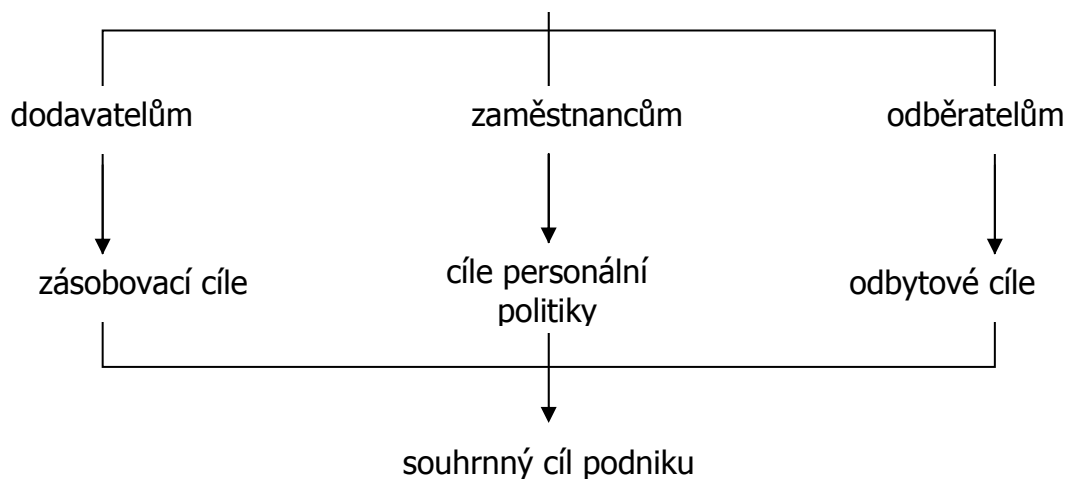 dodavatelům
zaměstnancům
odběratelům
zásobovací cíle
cíle personální
politiky
odbytové cíle
souhrnný cíl podniku